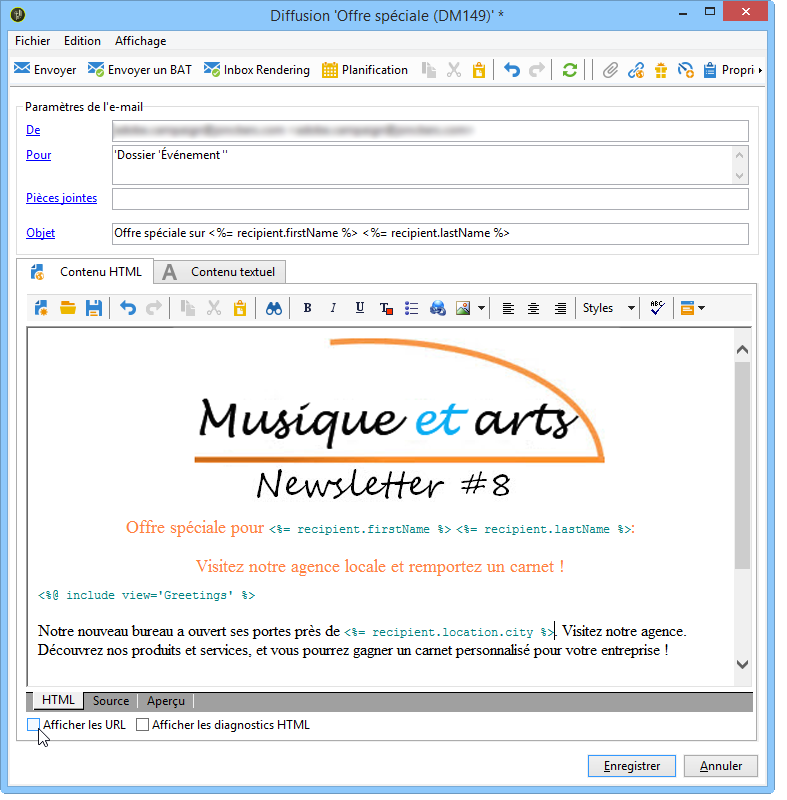 Diffusion 'Offre spéciale (DM149)' *
Fichier Edition Affichage
Envoyer Envoyer un BAT Inbox Rendering Planification Propri
Paramètres de l'e-mail
De
Pour 'Dossier 'Événement ''
Pièces jointes
Objet Offre spéciale sur <%= recipient.firstName %> <%= recipient.lastName %>
Contenu HTML A Contenu textuel
B I U T Styles ABC
Musique et arts
Newsletter #8
Offre spéciale pour <%= recipient.firstName %> <%= recipient.lastName %>:
Visitez notre agence locale et remportez un carnet !
<%@ include view='Greetings' %>
Notre nouveau bureau a ouvert ses portes près de <%= recipient.location.city %>. Visitez notre agence.
Découvrez nos produits et services, et vous pourrez gagner un carnet personnalisé pour votre entreprise !
HTML Source Aperçu
Afficher les URL Afficher les diagnostics HTML
Enregistrer Annuler